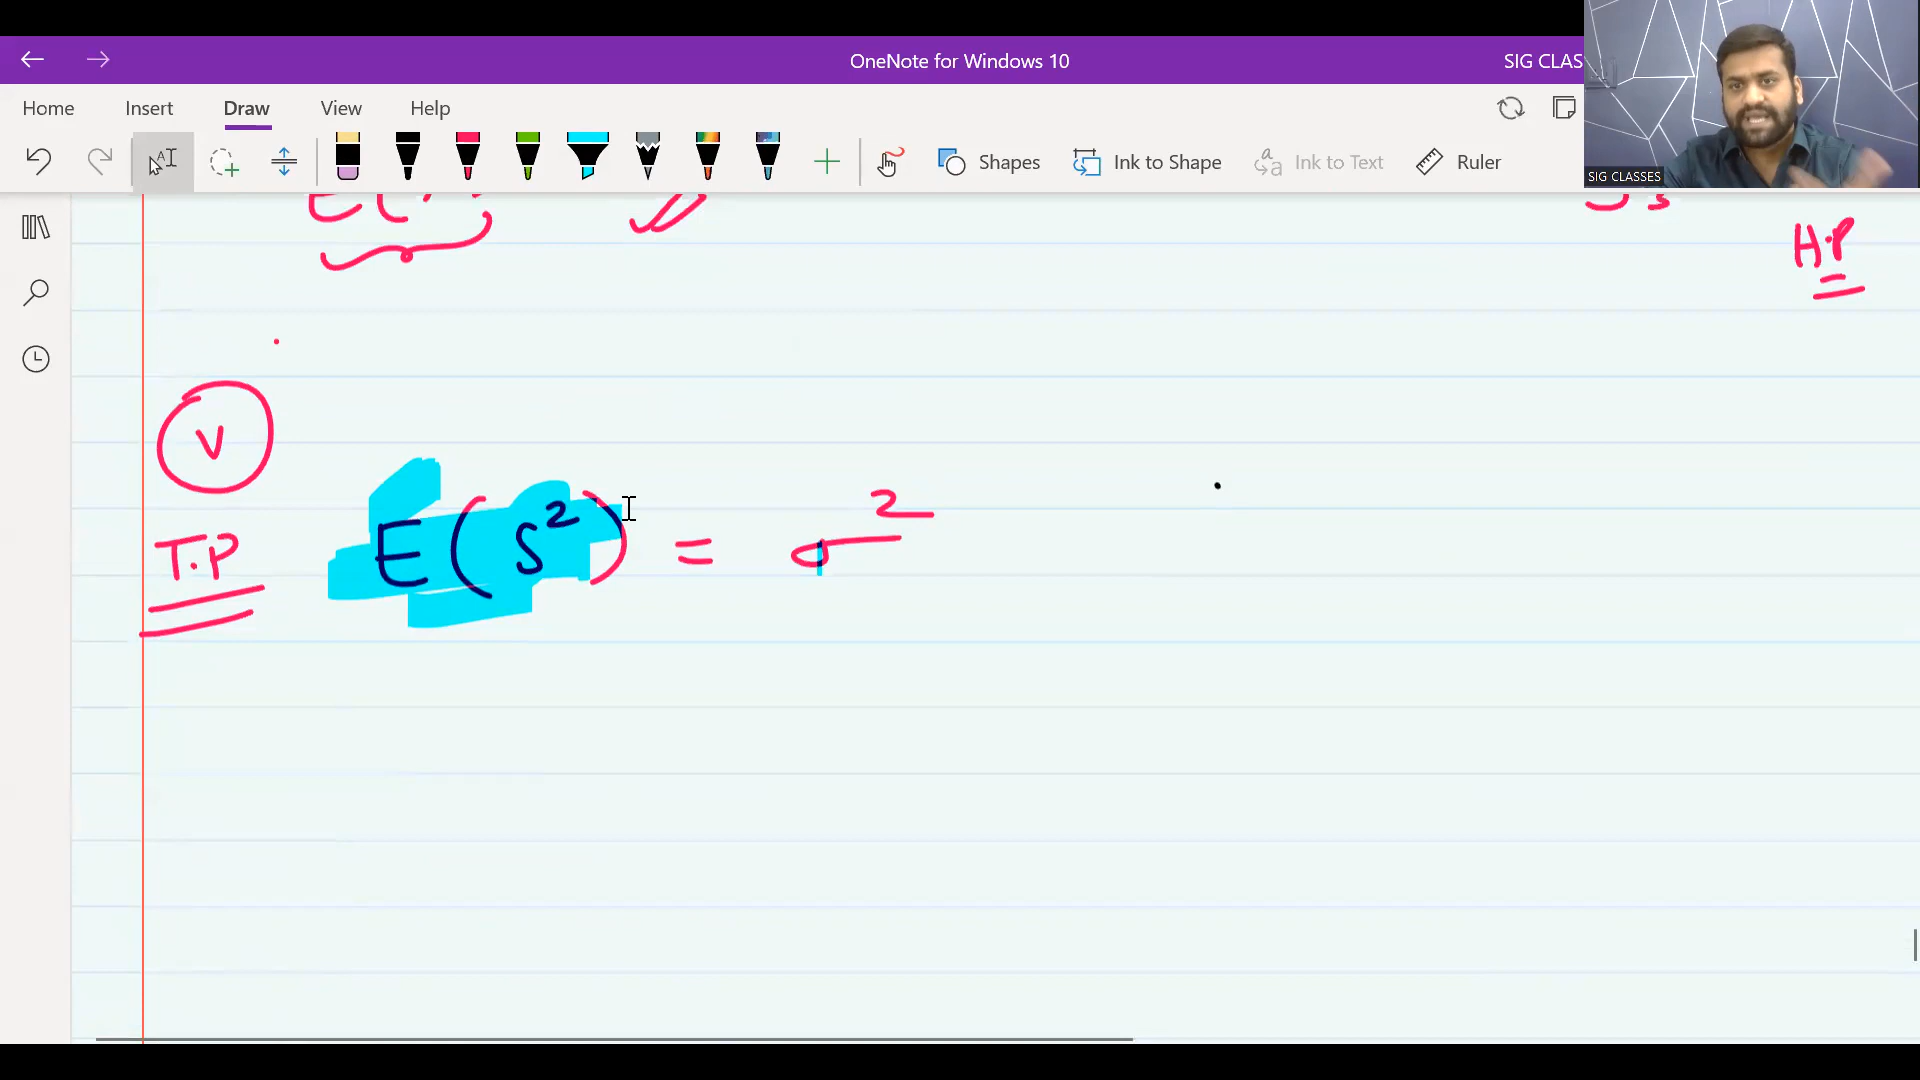 OneNote for Windows 10
SIG CLAS
Home Insert Draw View Help
Shapes Ink to Shape Ink to Text Ruler
SIG CLASSES
H.P
V
T.P E(S²) = σ²